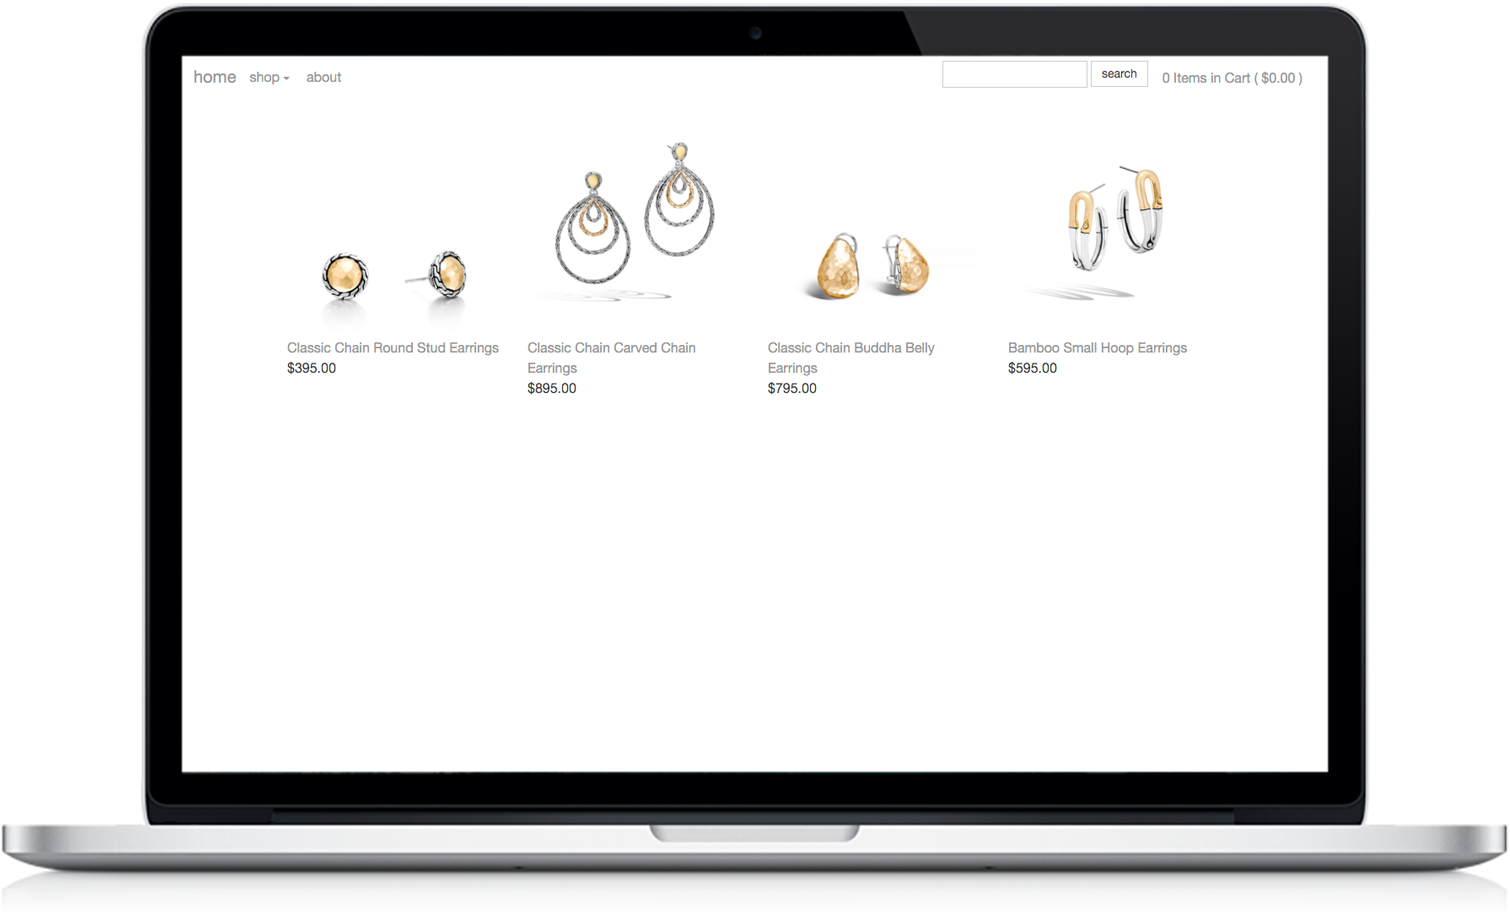 home shop about search 0 Items in Cart ( $0.00 )
Classic Chain Round Stud Earrings
$395.00
Classic Chain Carved Chain
Earrings
$895.00
Classic Chain Buddha Belly
Earrings
$795.00
Bamboo Small Hoop Earrings
$595.00